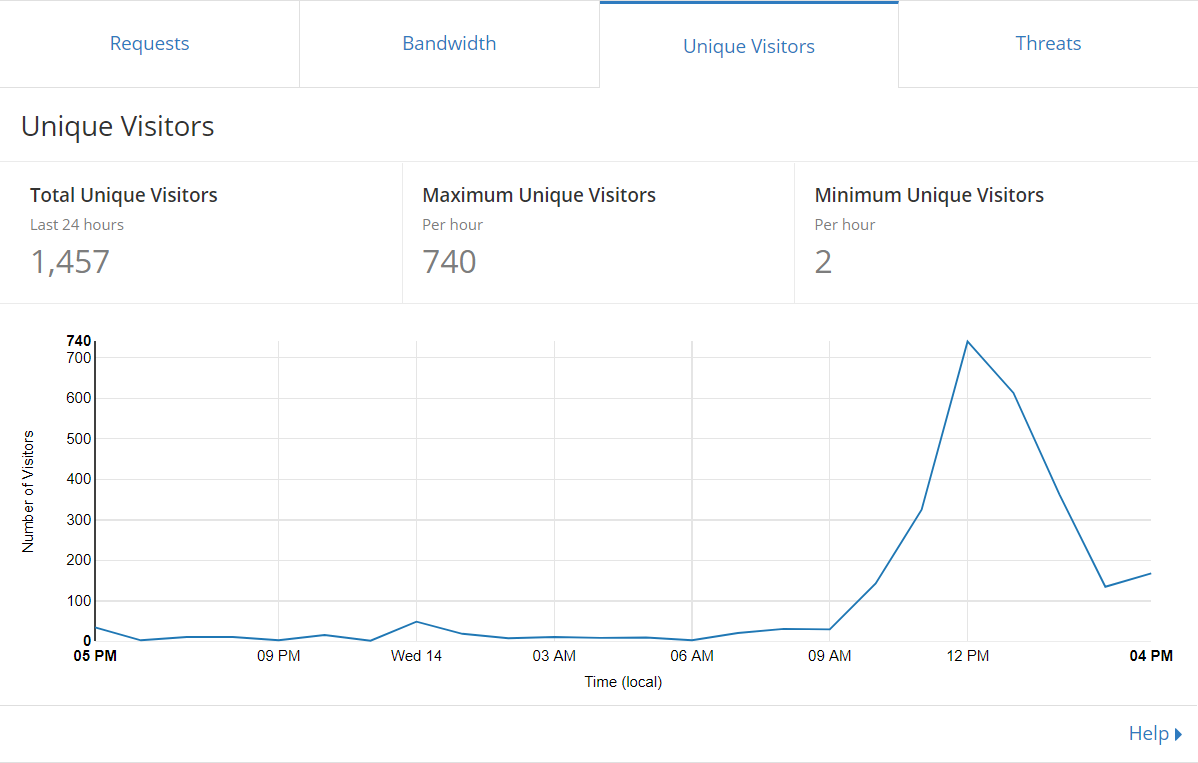 Requests Bandwidth Unique Visitors Threats
Unique Visitors
Total Unique Visitors Maximum Unique Visitors Minimum Unique Visitors
Last 24 hours Per hour Per hour
1,457 740 2
740
700
600
500
400
300
200
100
0
Number of Visitors
05 PM 09 PM Wed 14 03 AM 06 AM 09 AM 12 PM 04 PM
Time (local)
Help